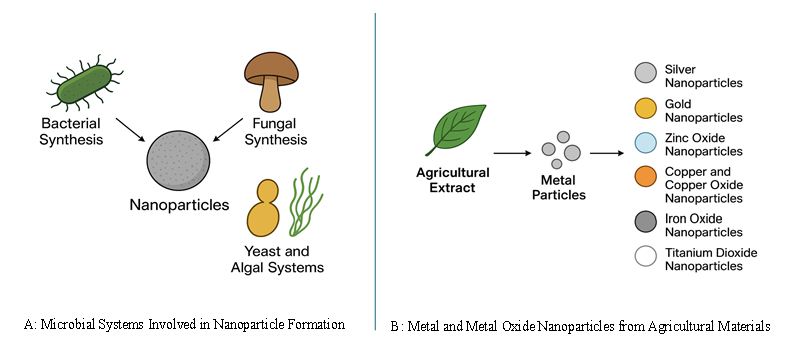 Bacterial
Synthesis
Fungal
Synthesis
Nanoparticles
Yeast and
Algal Systems
A: Microbial Systems Involved in Nanoparticle Formation
Agricultural
Extract
Metal
Particles
Silver
Nanoparticles
Gold
Nanoparticles
Zinc Oxide
Nanoparticles
Copper and
Copper Oxide
Nanoparticles
Iron Oxide
Nanoparticles
Titanium Dioxide
Nanoparticles
B: Metal and Metal Oxide Nanoparticles from Agricultural Materials